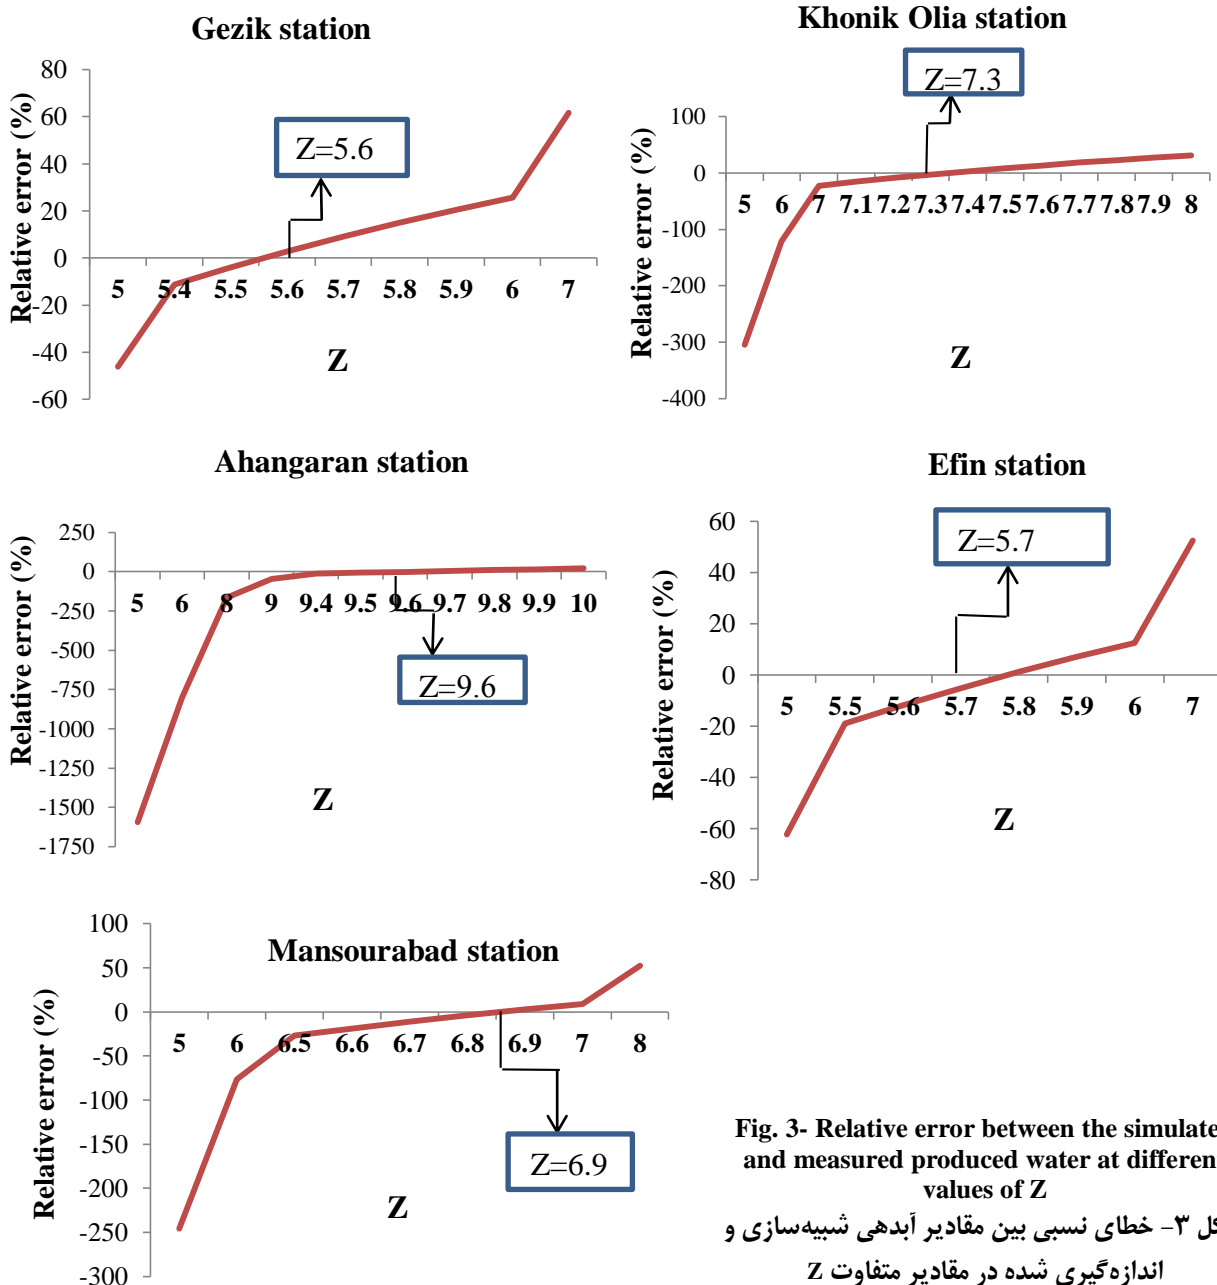 Gezik station
Relative error (%)
80
60
40
20
0
-20
-40
-60
Z=5.6
5 5.4 5.5 5.6 5.7 5.8 5.9 6 7
Z
Khonik Olia station
Relative error (%)
Z=7.3
100
0
-100
-200
-300
-400
5 6 7 7.1 7.2 7.3 7.4 7.5 7.6 7.7 7.8 7.9 8
Z
Ahangaran station
Relative error (%)
250
0
-250
-500
-750
-1000
-1250
-1500
-1750
5 6 8 9 9.4 9.5 9.6 9.7 9.8 9.9 10
Z=9.6
Z
Efin station
Relative error (%)
60
40
20
0
-20
-40
-60
-80
Z=5.7
5 5.5 5.6 5.7 5.8 5.9 6 7
Z
Mansourabad station
Relative error (%)
100
50
0
-50
-100
-150
-200
-250
-300
5 6 6.5 6.6 6.7 6.8 6.9 7 8
Z=6.9
Z
Fig. 3- Relative error between the simulate
and measured produced water at differen
values of Z
کل ۳- خطای نسبی بین مقادیر آبدهی شبیه‌سازی و
اندازه‌گیری شده در مقادیر متفاوت Z